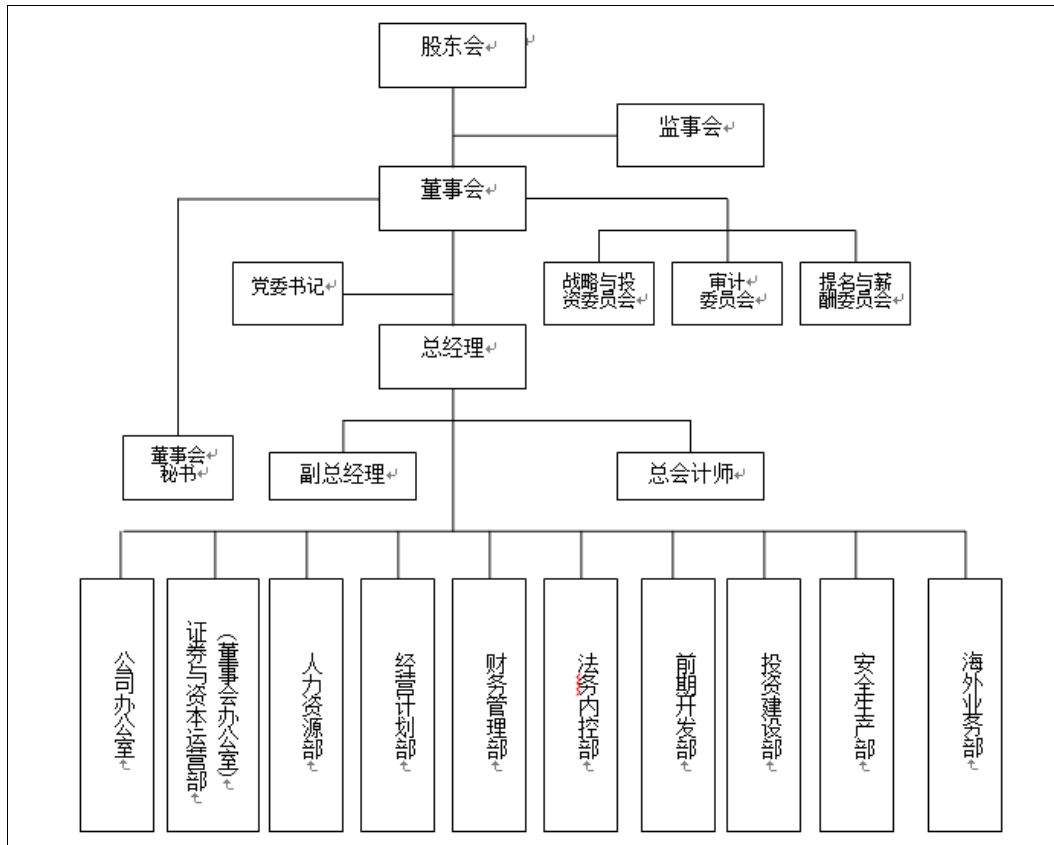 股东会
监事会
董事会
党委书记
战略与投
资委员会
审计
委员会
提名与薪
酬委员会
总经理
董事会
秘书
副总经理
总会计师
公司办公室
证券与资本运营部
(董事会办公室)
人力资源部
经营计划部
财务管理部
法务内控部
前期开发部
投资建设部
安全生产部
海外业务部